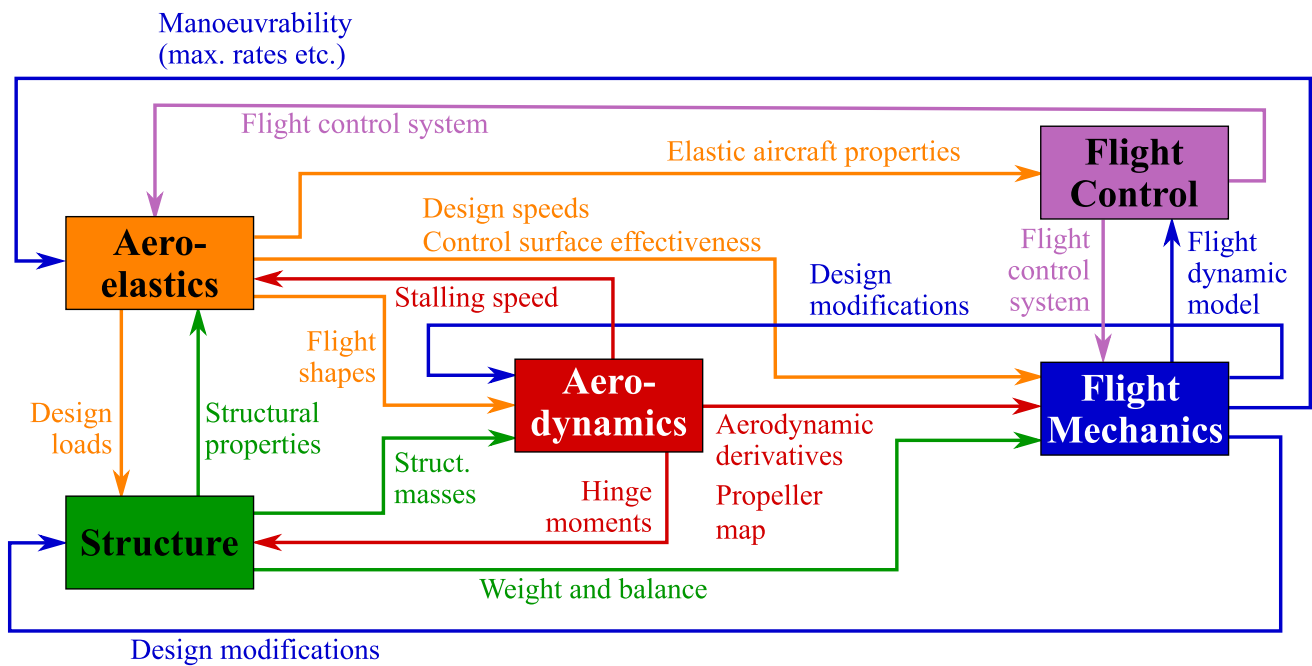 Manoeuvrability
(max. rates etc.)
Flight control system
Elastic aircraft properties
Flight
Control
Design speeds
Control surface effectiveness
Aero-
elastics
Stalling speed
Design
modifications
Flight
control
system
Flight
dynamic
model
Flight
shapes
Aero-
dynamics
Flight
Mechanics
Design
loads
Structural
properties
Struct.
masses
Hinge
moments
Aerodynamic
derivatives
Propeller
map
Structure
Weight and balance
Design modifications